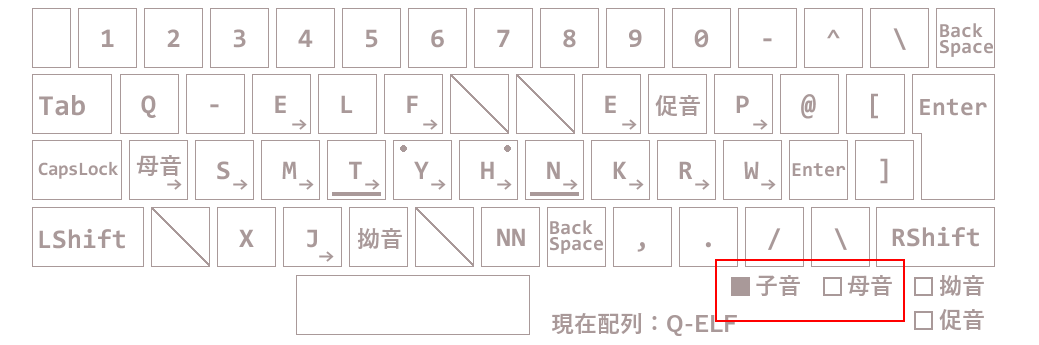 1 2 3 4 5 6 7 8 9 0 - ^ \ Back Space
Tab Q - E→ L F→ E→ 促音 P→ @ [ Enter
CapsLock 母音→ S→ M→ T→ Y→ H→ N→ K→ R→ W→ Enter ]
LShift X J→ 拗音 NN Back Space , . / \ RShift
■子音 □母音 □拗音
現在配列：Q-ELF □促音